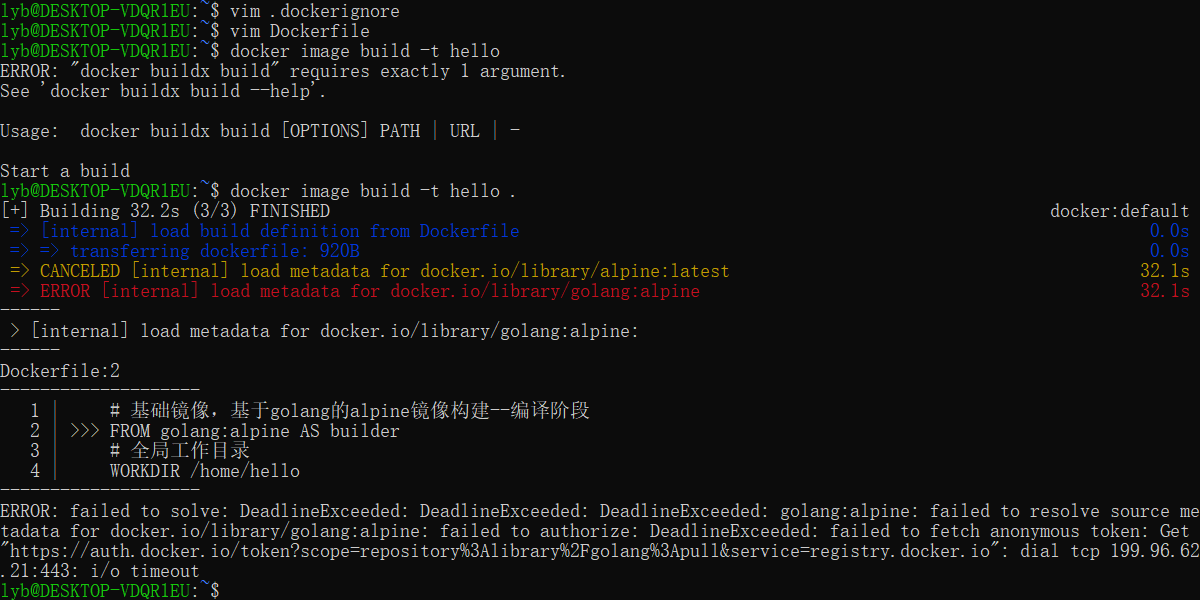 lyb@DESKTOP-VDQR1EU:~$ vim .dockerignore
lyb@DESKTOP-VDQR1EU:~$ vim Dockerfile
lyb@DESKTOP-VDQR1EU:~$ docker image build -t hello
ERROR: "docker buildx build" requires exactly 1 argument.
See 'docker buildx build --help'.
Usage:  docker buildx build [OPTIONS] PATH | URL | -
Start a build
lyb@DESKTOP-VDQR1EU:~$ docker image build -t hello .
[+] Building 32.2s (3/3) FINISHED docker:default
=> [internal] load build definition from Dockerfile 0.0s
=> => transferring dockerfile: 920B 0.0s
=> CANCELED [internal] load metadata for docker.io/library/alpine:latest 32.1s
=> ERROR [internal] load metadata for docker.io/library/golang:alpine 32.1s
------
> [internal] load metadata for docker.io/library/golang:alpine:
------
Dockerfile:2
--------------------
1 | # 基础镜像，基于golang的alpine镜像构建--编译阶段
2 | >>> FROM golang:alpine AS builder
3 | # 全局工作目录
4 | WORKDIR /home/hello
--------------------
ERROR: failed to solve: DeadlineExceeded: DeadlineExceeded: DeadlineExceeded: golang:alpine: failed to resolve source me
tadata for docker.io/library/golang:alpine: failed to authorize: DeadlineExceeded: failed to fetch anonymous token: Get
"https://auth.docker.io/token?scope=repository%3Alibrary%2Fgolang%3Apull&service=registry.docker.io": dial tcp 199.96.62
.21:443: i/o timeout
lyb@DESKTOP-VDQR1EU:~$